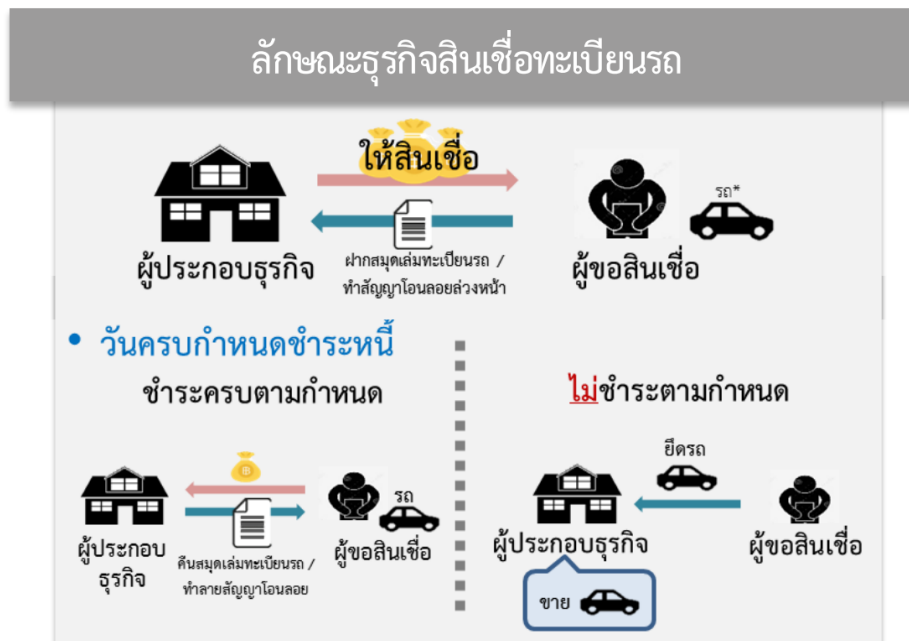 ลักษณะธุรกิจสินเชื่อทะเบียนรถ
ให้สินเชื่อ
รถ*
ผู้ประกอบธุรกิจ
ฝากสมุดเล่มทะเบียนรถ /
ทำสัญญาโอนลอยล่วงหน้า
ผู้ขอสินเชื่อ
• วันครบกำหนดชำระหนี้
ชำระครบตามกำหนด
ไม่ชำระตามกำหนด
รถ
ผู้ประกอบ
ธุรกิจ
คืนสมุดเล่มทะเบียนรถ /
ทำลายสัญญาโอนลอย
ผู้ขอสินเชื่อ
ยึดรถ
ผู้ประกอบธุรกิจ
ผู้ขอสินเชื่อ
ขาย